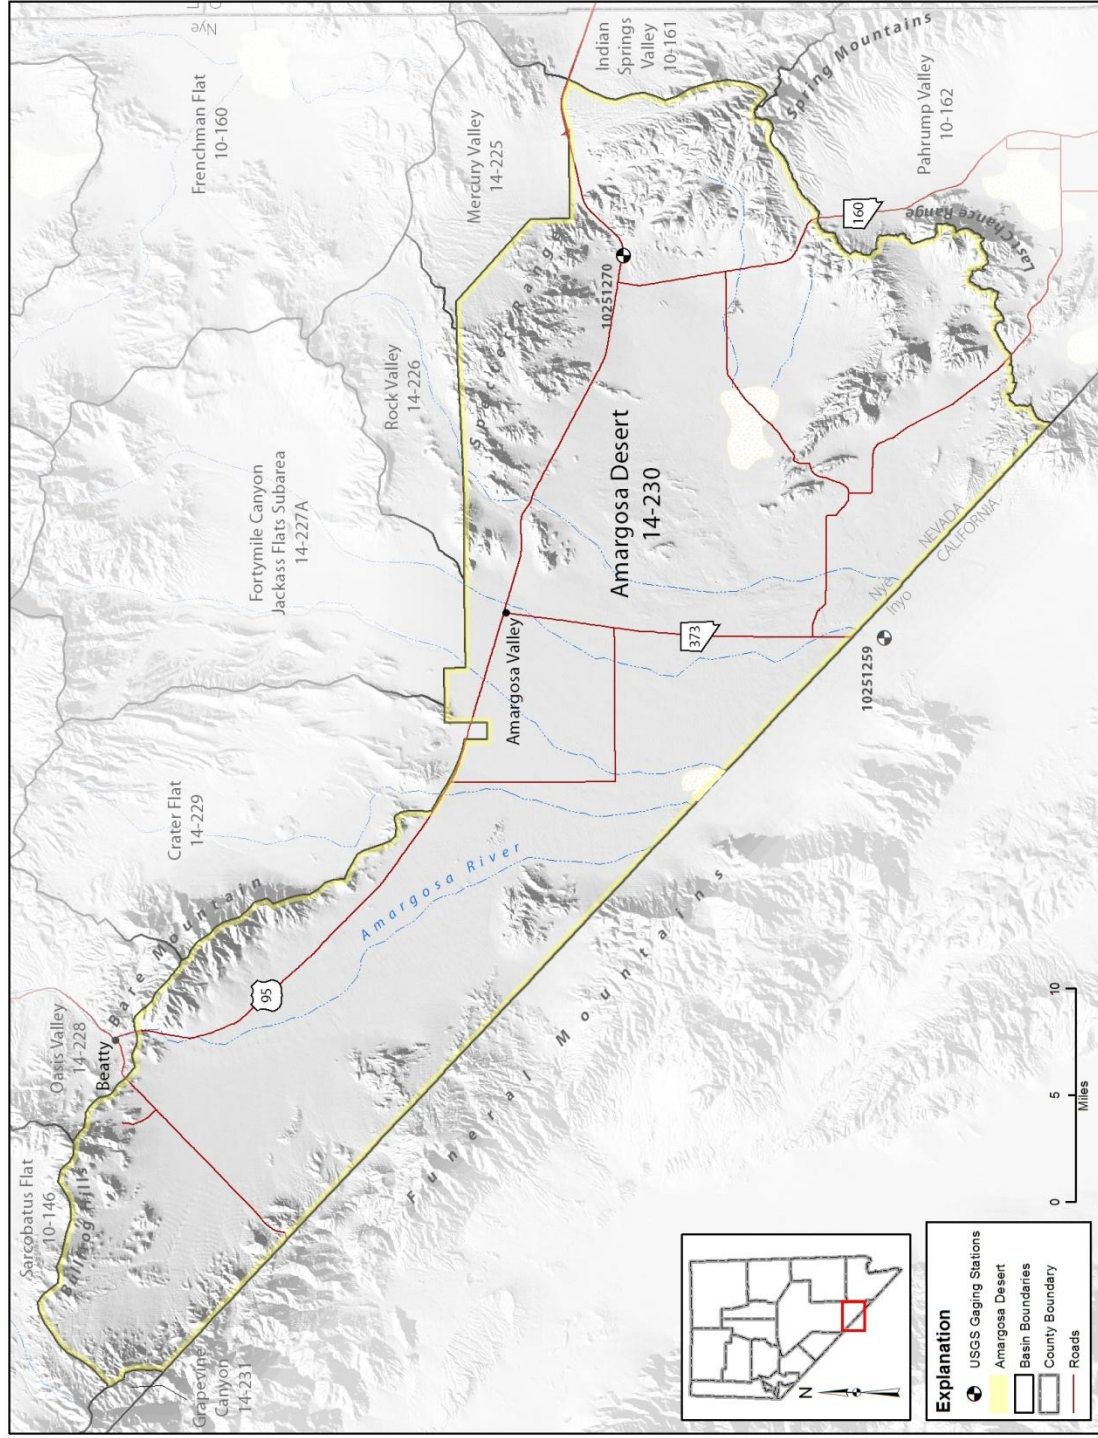 Sarcobatus Flat
10-146
Oasis Valley
14-228
Beatty
Bullfrog Hills
Bare Mountain
Grapevine
Canyon
14-231
Crater Flat
14-229
Fortymile Canyon
Jackass Flats Subarea
14-227A
Rock Valley
14-226
Mercury Valley
14-225
Frenchman Flat
10-160
Nye
Indian
Springs
Valley
10-161
Spring Mountains
Pahrump Valley
10-162
Last Chance Range
160
Specter Range
10251270
Amargosa Desert
14-230
Amargosa Valley
373
95
Amargosa River
Funeral Mountains
10251259
Nye
Inyo
NEVADA
CALIFORNIA
0
5
10
Miles
N
Explanation
USGS Gaging Stations
Amargosa Desert
Basin Boundaries
County Boundary
Roads